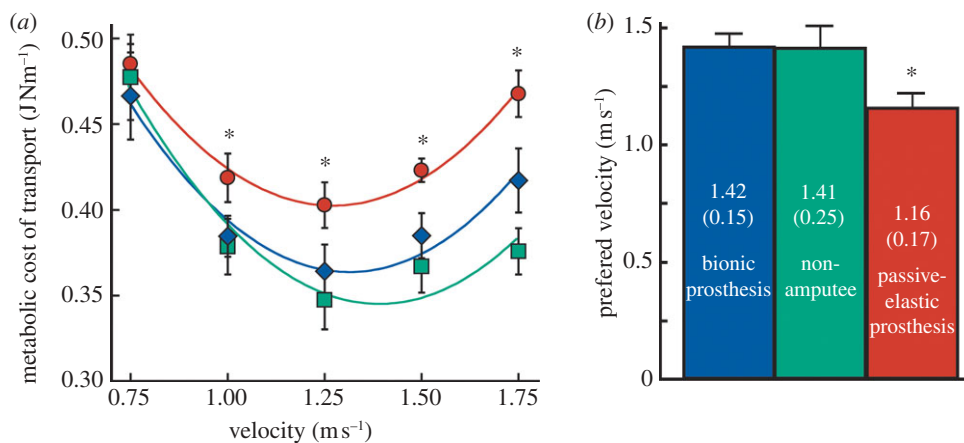 (a)
0.50
0.45
0.40
0.35
0.30
metabolic cost of transport (J Nm⁻¹)
*
*
*
*
0.75
1.00
1.25
1.50
1.75
velocity (m s⁻¹)
(b)
1.5
1.0
0.5
0
prefered velocity (m s⁻¹)
1.42
(0.15)
bionic
prosthesis
1.41
(0.25)
non-
amputee
*
1.16
(0.17)
passive-
elastic
prosthesis